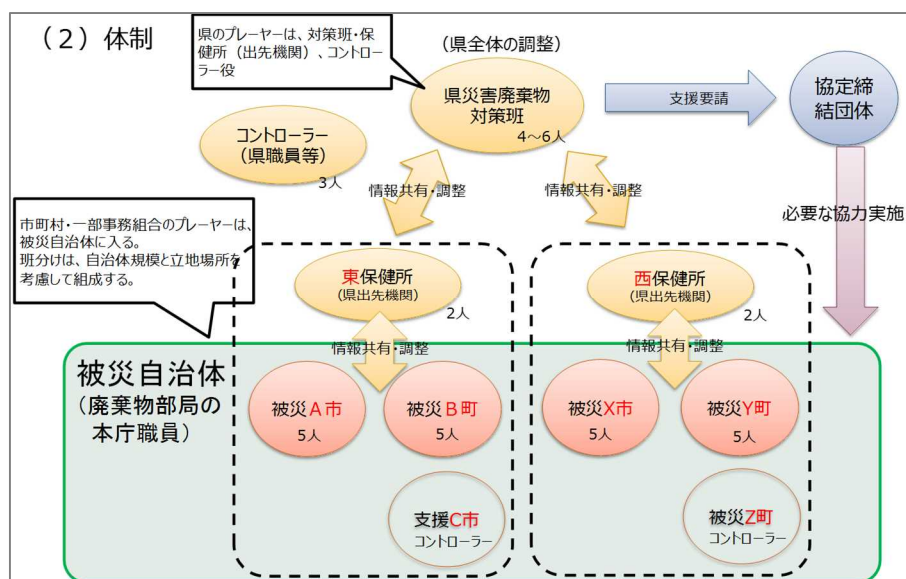 （２）体制
県のプレーヤーは、対策班・保
健所（出先機関）、コントロー
ラー役
（県全体の調整）
県災害廃棄物
対策班
4～6人
支援要請
協定締
結団体
コントローラー
（県職員等）
3人
情報共有・調整
情報共有・調整
必要な協力実施
市町村・一部事務組合のプレーヤーは、
被災自治体に入る。
班分けは、自治体規模と立地場所を
考慮して組成する。
東保健所
（県出先機関）
2人
西保健所
（県出先機関）
2人
情報共有・調整
情報共有・調整
被災自治体
（廃棄物部局の
本庁職員）
被災A市
5人
被災B町
5人
被災X市
5人
被災Y町
5人
支援C市
コントローラー
被災Z町
コントローラー